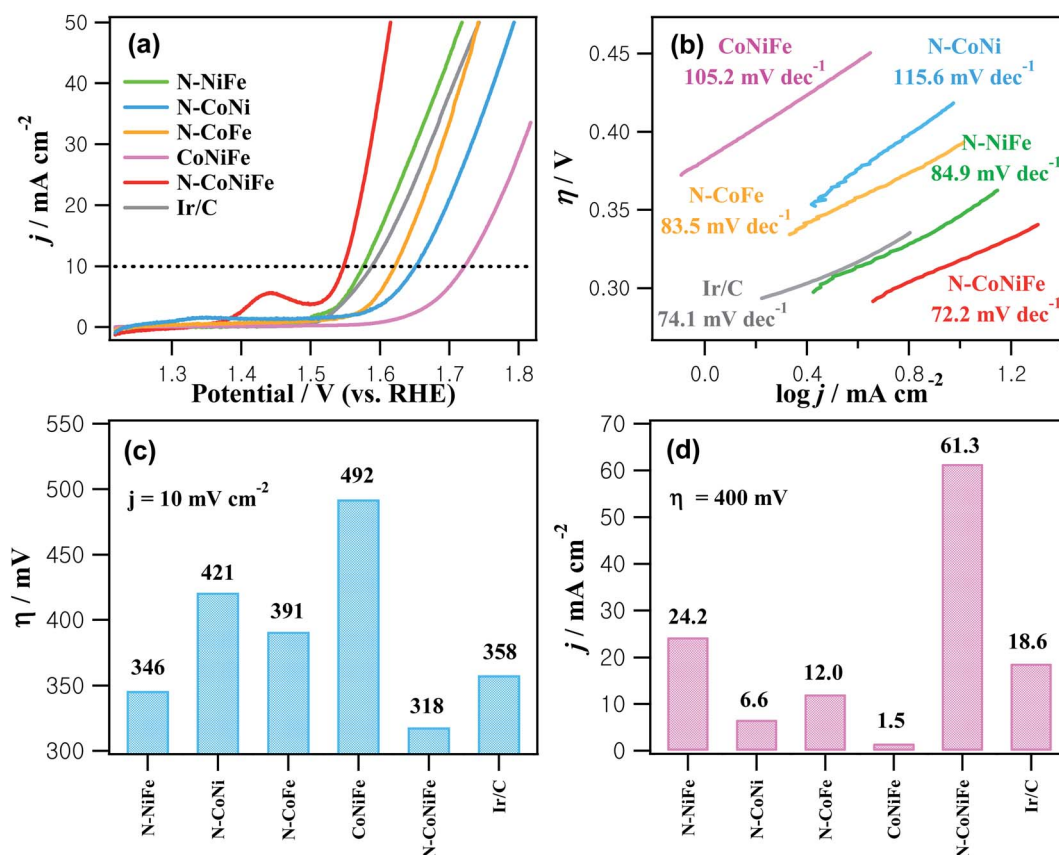 (a)
50
40
30
20
10
0
j / mA cm-2
N-NiFe
N-CoNi
N-CoFe
CoNiFe
N-CoNiFe
Ir/C
1.3 1.4 1.5 1.6 1.7 1.8
Potential / V (vs. RHE)
(b)
0.45
0.40
0.35
0.30
η / V
CoNiFe
105.2 mV dec-1
N-CoNi
115.6 mV dec-1
N-NiFe
84.9 mV dec-1
N-CoFe
83.5 mV dec-1
Ir/C
74.1 mV dec-1
N-CoNiFe
72.2 mV dec-1
0.0 0.4 0.8 1.2
log j / mA cm-2
(c)
550
500
450
400
350
300
η / mV
j = 10 mV cm-2
346
421
391
492
318
358
N-NiFe
N-CoNi
N-CoFe
CoNiFe
N-CoNiFe
Ir/C
(d)
70
60
50
40
30
20
10
0
j / mA cm-2
η = 400 mV
24.2
6.6
12.0
1.5
61.3
18.6
N-NiFe
N-CoNi
N-CoFe
CoNiFe
N-CoNiFe
Ir/C